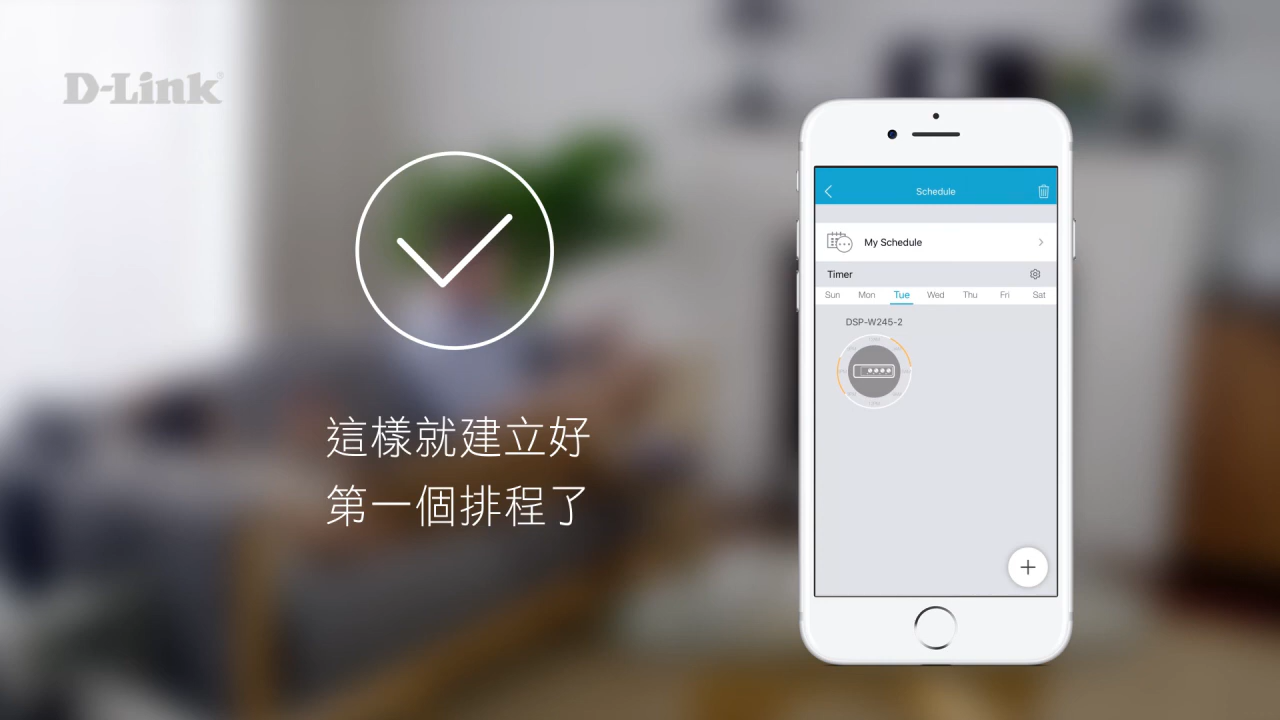 D-Link
這樣就建立好
第一個排程了
Schedule
My Schedule
Timer
Sun Mon Tue Wed Thu Fri Sat
DSP-W245-2